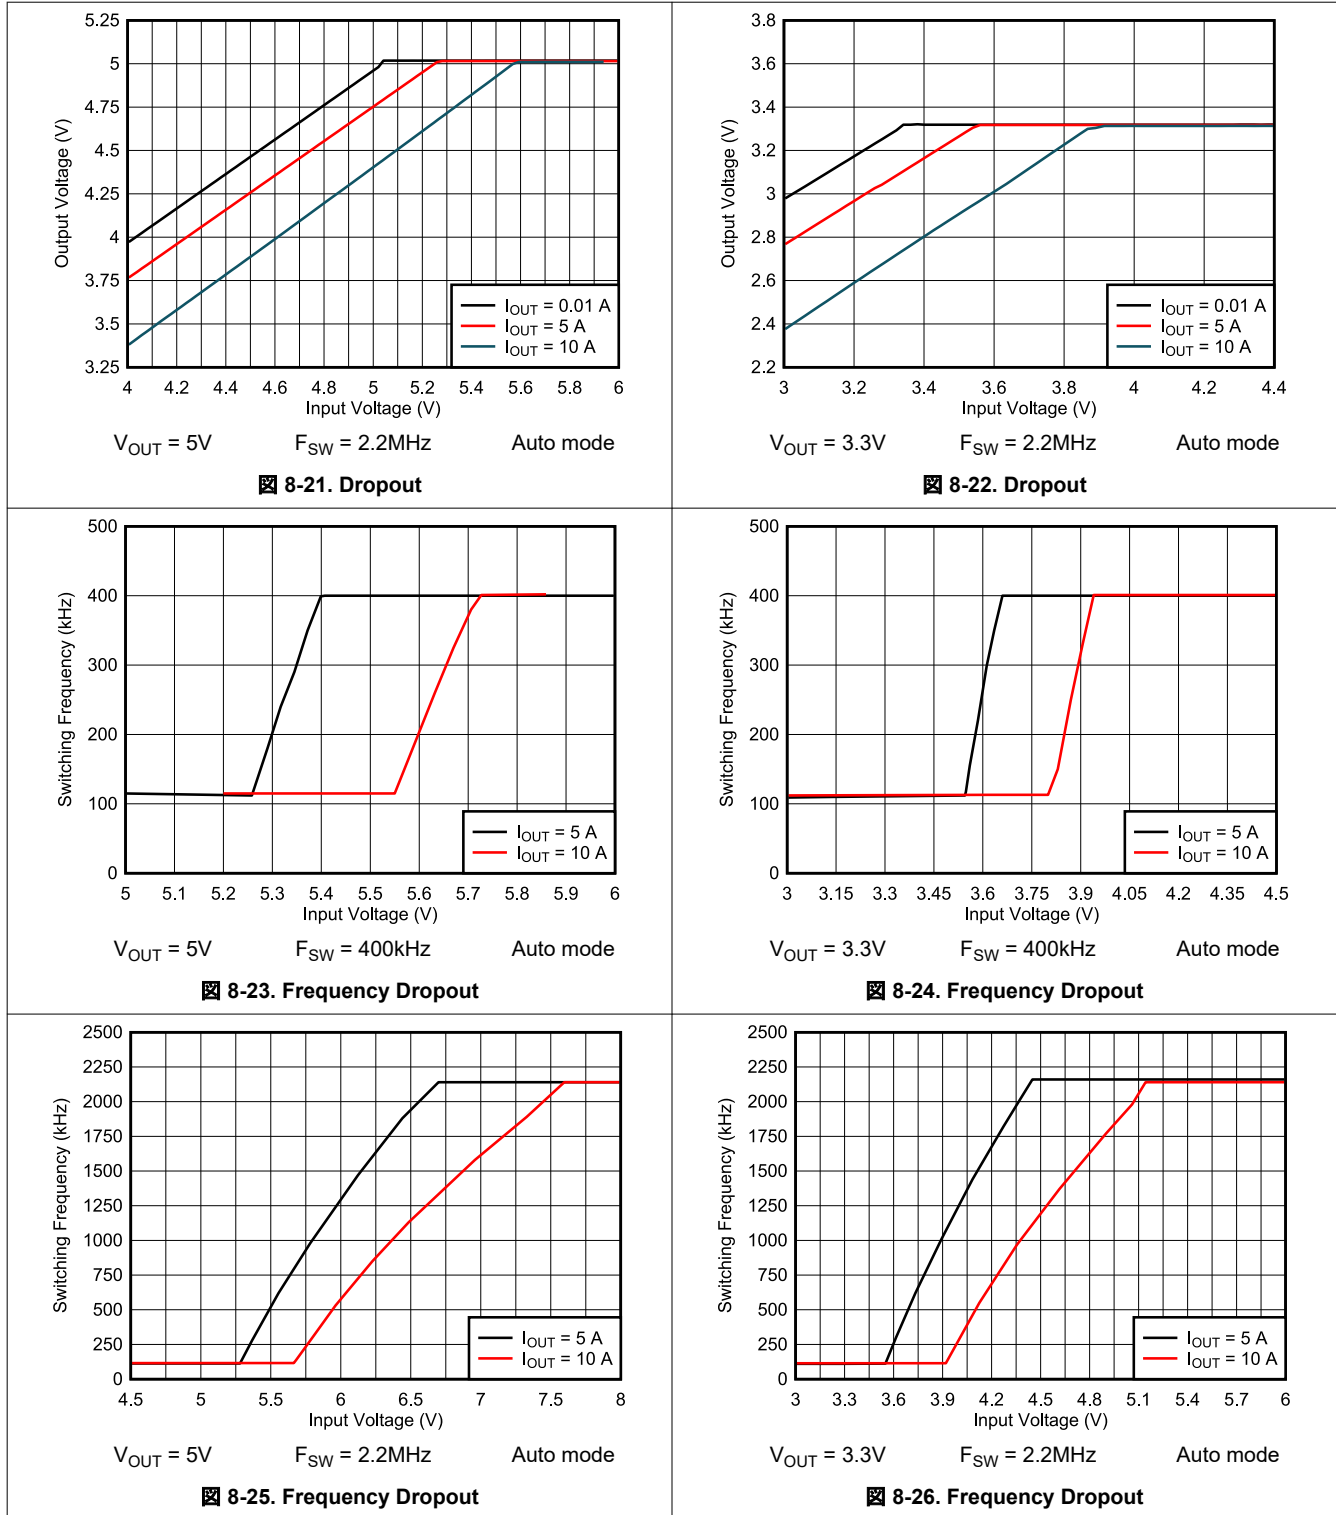 5.25
5
4.75
4.5
4.25
4
3.75
3.5
3.25
Output Voltage (V)
4 4.2 4.4 4.6 4.8 5 5.2 5.4 5.6 5.8 6
Input Voltage (V)
IOUT = 0.01 A
IOUT = 5 A
IOUT = 10 A
VOUT = 5V FSW = 2.2MHz Auto mode
図 8-21. Dropout
3.8
3.6
3.4
3.2
3
2.8
2.6
2.4
2.2
Output Voltage (V)
3 3.2 3.4 3.6 3.8 4 4.2 4.4
Input Voltage (V)
IOUT = 0.01 A
IOUT = 5 A
IOUT = 10 A
VOUT = 3.3V FSW = 2.2MHz Auto mode
図 8-22. Dropout
500
400
300
200
100
0
Switching Frequency (kHz)
5 5.1 5.2 5.3 5.4 5.5 5.6 5.7 5.8 5.9 6
Input Voltage (V)
IOUT = 5 A
IOUT = 10 A
VOUT = 5V FSW = 400kHz Auto mode
図 8-23. Frequency Dropout
500
400
300
200
100
0
Switching Frequency (kHz)
3 3.15 3.3 3.45 3.6 3.75 3.9 4.05 4.2 4.35 4.5
Input Voltage (V)
IOUT = 5 A
IOUT = 10 A
VOUT = 3.3V FSW = 400kHz Auto mode
図 8-24. Frequency Dropout
2500
2250
2000
1750
1500
1250
1000
750
500
250
0
Switching Frequency (kHz)
4.5 5 5.5 6 6.5 7 7.5 8
Input Voltage (V)
IOUT = 5 A
IOUT = 10 A
VOUT = 5V FSW = 2.2MHz Auto mode
図 8-25. Frequency Dropout
2500
2250
2000
1750
1500
1250
1000
750
500
250
0
Switching Frequency (kHz)
3 3.3 3.6 3.9 4.2 4.5 4.8 5.1 5.4 5.7 6
Input Voltage (V)
IOUT = 5 A
IOUT = 10 A
VOUT = 3.3V FSW = 2.2MHz Auto mode
図 8-26. Frequency Dropout